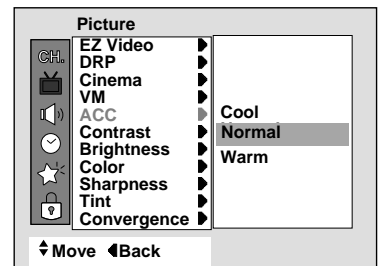 Picture
CH.
EZ Video
DRP
Cinema
VM
ACC
Contrast
Brightness
Color
Sharpness
Tint
Convergence
Cool
Normal
Warm
Move Back